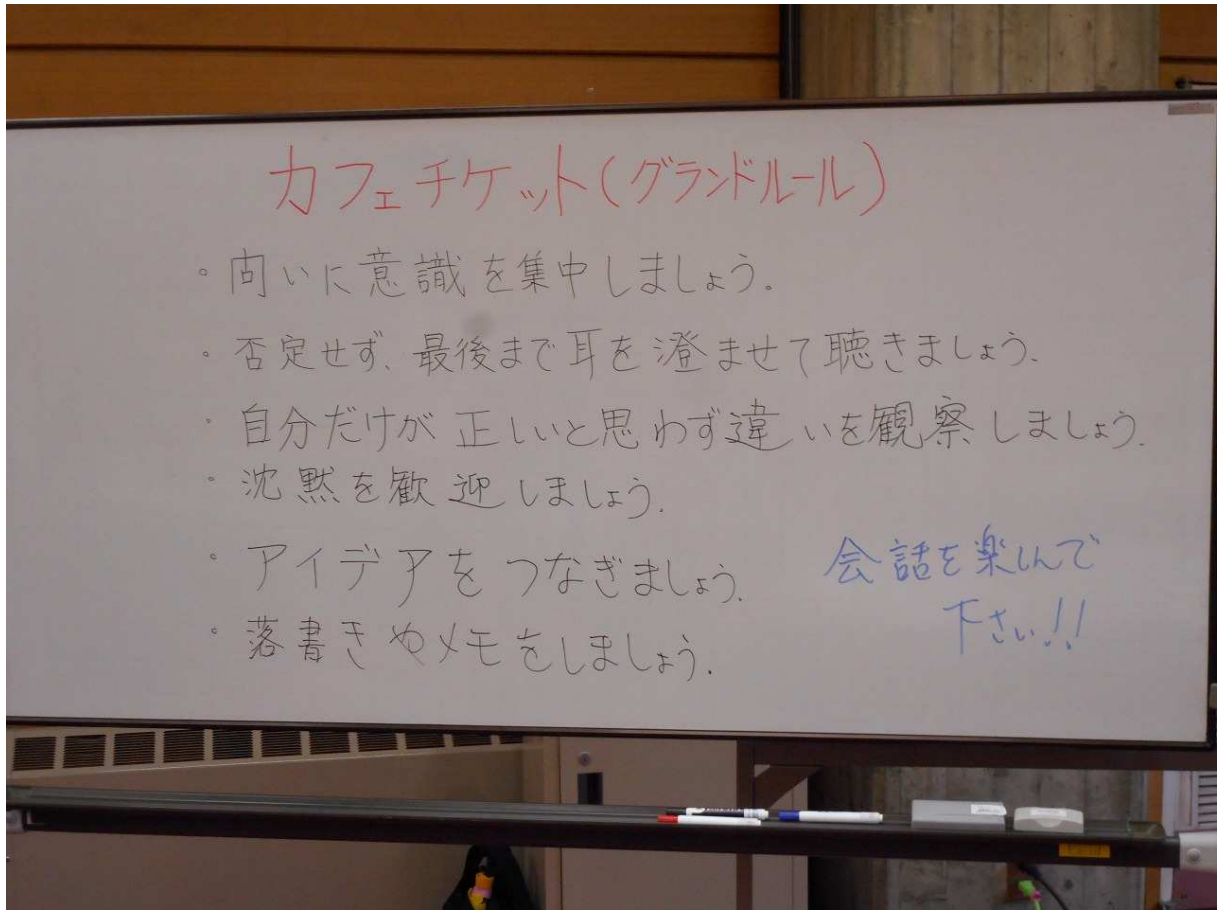 カフェチケット(グランドルール)
・問いに意識を集中しましょう。
・否定せず、最後まで耳を澄ませて聴きましょう。
・自分だけが正しいと思わず違いを観察しましょう。
・沈黙を歓迎しましょう。
・アイデアをつなぎましょう。
・落書きやメモをしましょう。
会話を楽しんで
下さい!!